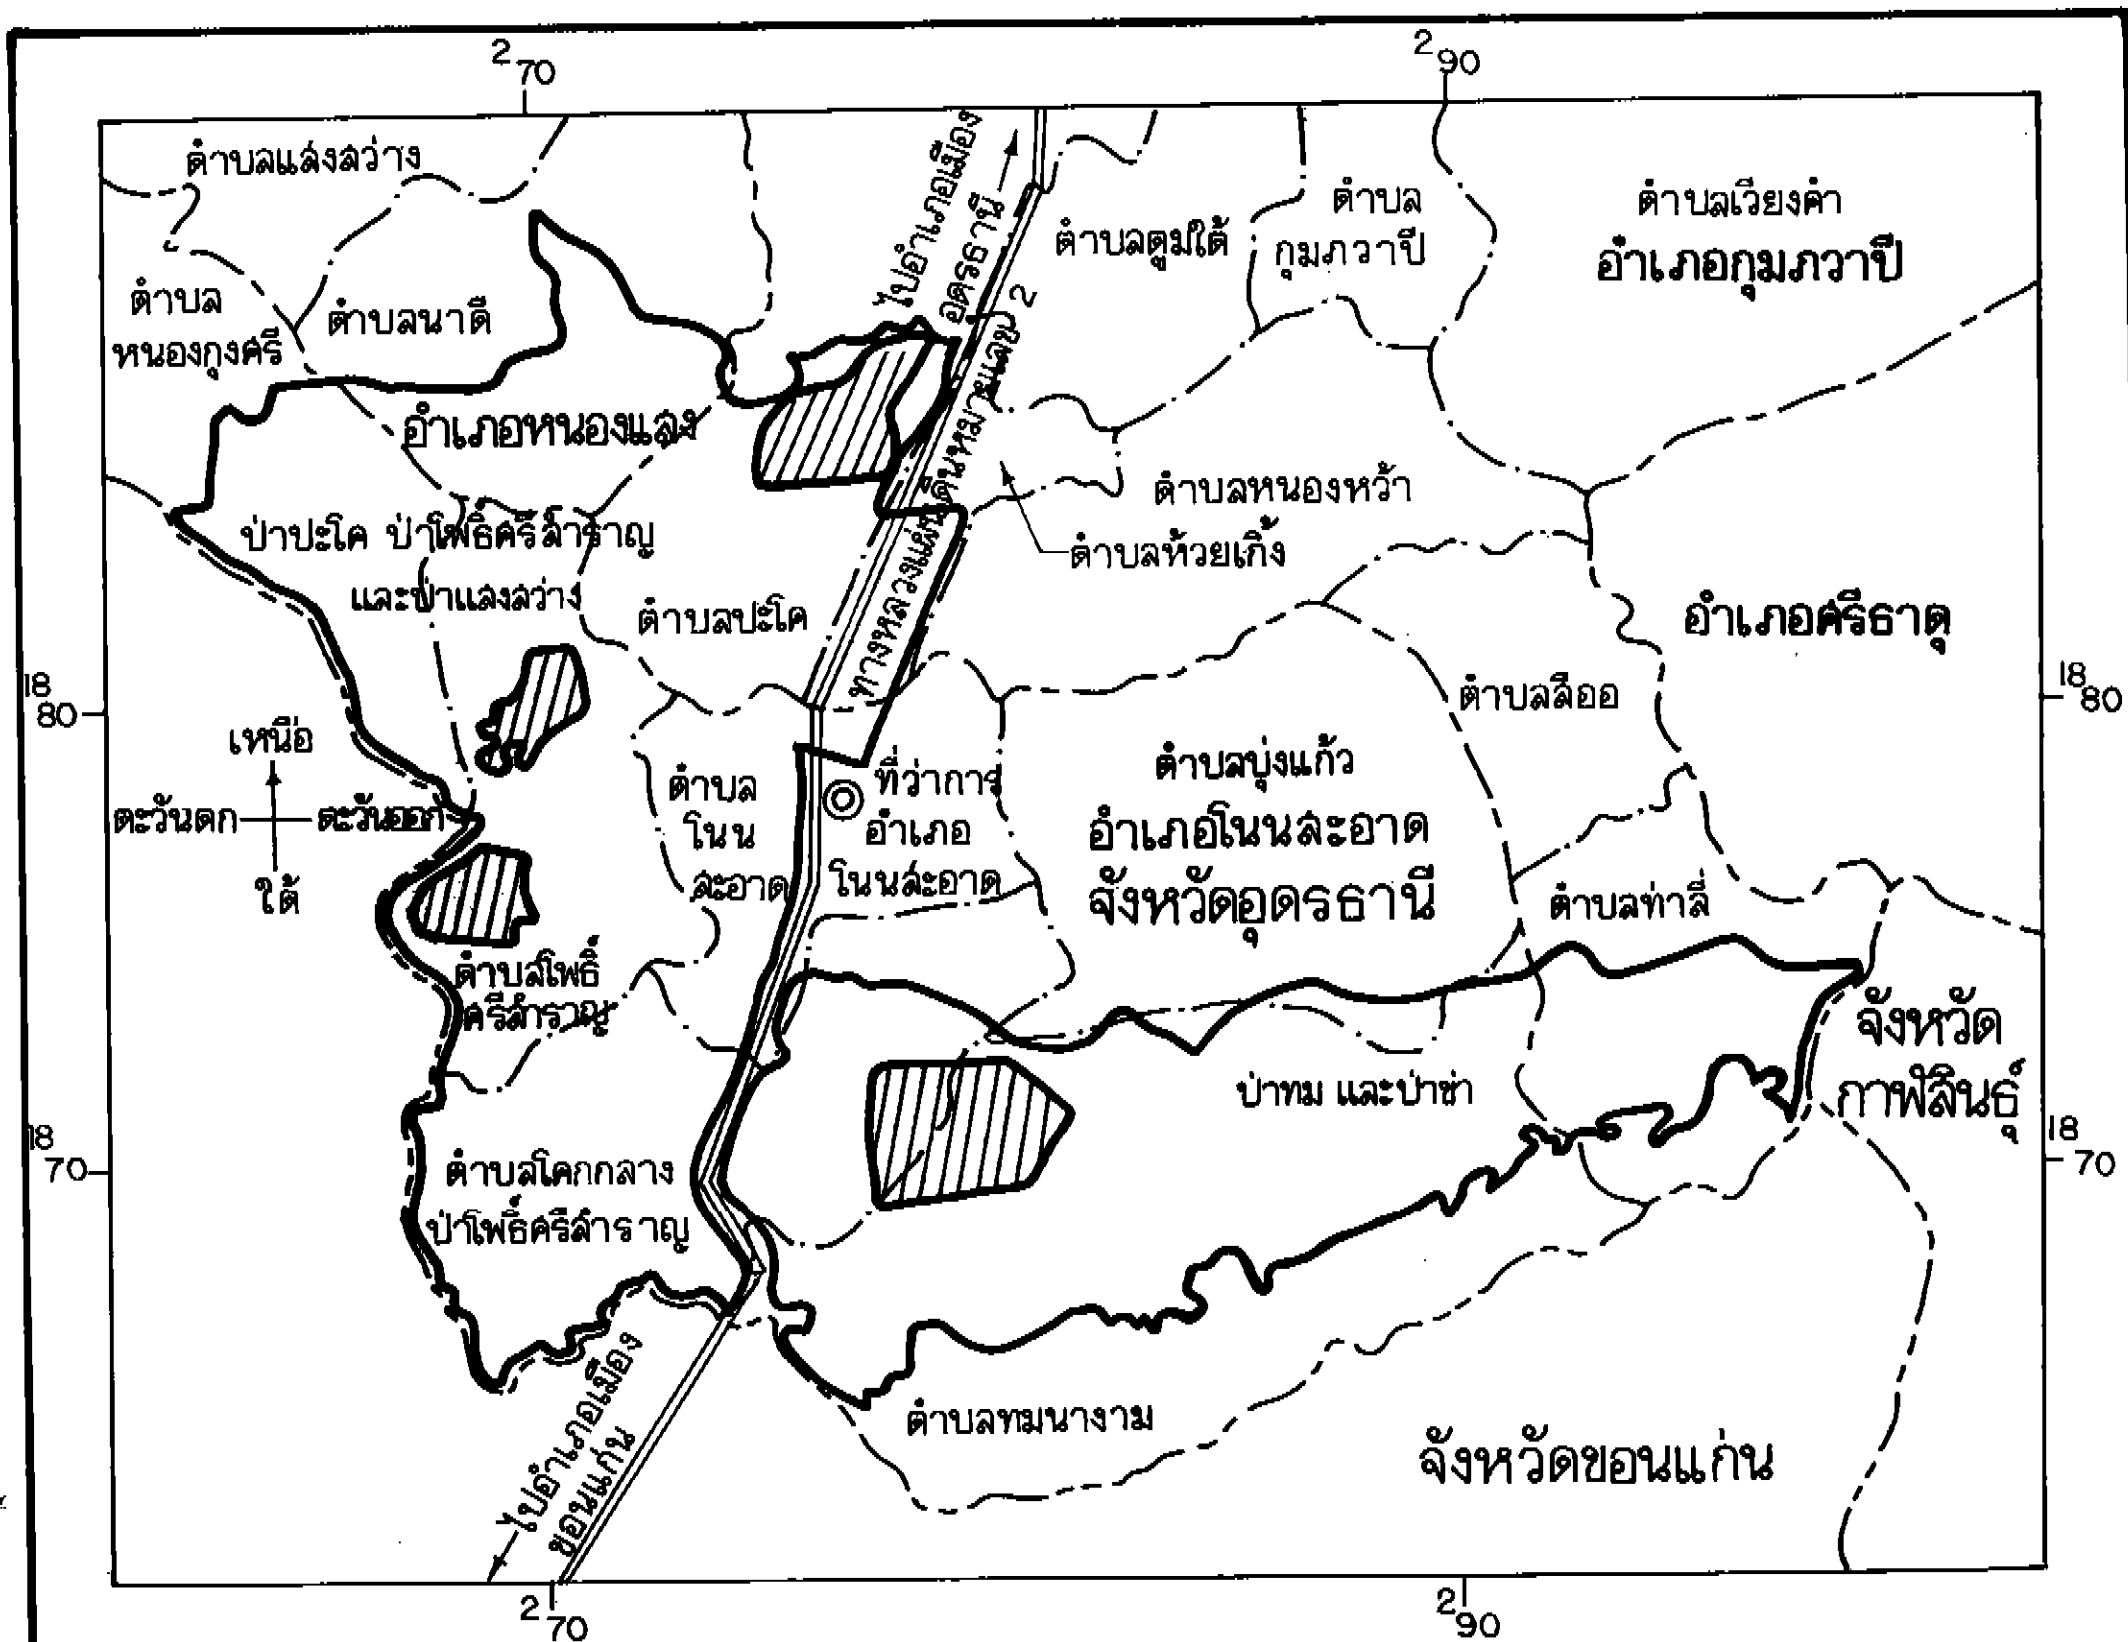 2 70
2 90
ตำบลแสงสว่าง
ไปอำเภอเมือง
อุดรธานี
ตำบลตูมใต้
ตำบล
กุมภวาปี
ตำบลเวียงคำ
อำเภอกุมภวาปี
ตำบล
หนองกุงศรี
ตำบลนาดี
อำเภอหนองแสง
ทางหลวงแผ่นดินหมายเลข 2
ตำบลหนองหว้า
ตำบลห้วยเกิ้ง
ป่าปะโค ป่าโพธิ์ศรีสำราญ
และป่าแสงสว่าง
ตำบลปะโค
อำเภอศรีธาตุ
18
80
18
80
ตำบลสีออ
เหนือ
ตะวันตก
ตะวันออก
ใต้
ตำบล
โนน
สะอาด
ที่ว่าการ
อำเภอ
โนนสะอาด
ตำบลบุ่งแก้ว
อำเภอโนนสะอาด
จังหวัดอุดรธานี
ตำบลท่าลี่
ตำบลโพธิ์
ศรีสำราญ
จังหวัด
กาฬสินธุ์
ป่าทม และป่าข่า
18
70
18
70
ตำบลโคกกลาง
ป่าโพธิ์ศรีสำราญ
ไปอำเภอเมือง
ขอนแก่น
ตำบลทมนางาม
จังหวัดขอนแก่น
2 70
2 90